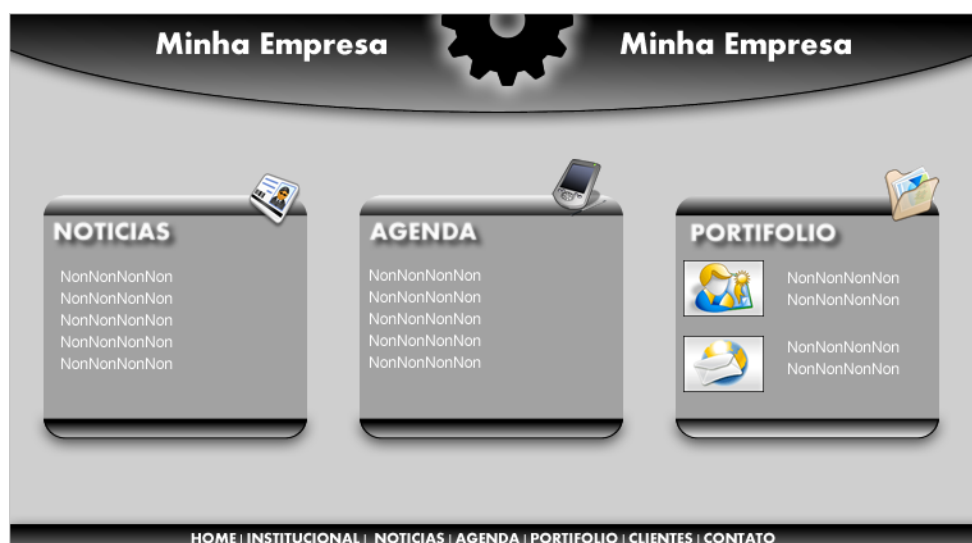 Minha Empresa
Minha Empresa
NOTICIAS
NonNonNonNon
NonNonNonNon
NonNonNonNon
NonNonNonNon
NonNonNonNon
AGENDA
NonNonNonNon
NonNonNonNon
NonNonNonNon
NonNonNonNon
NonNonNonNon
PORTIFOLIO
NonNonNonNon
NonNonNonNon
NonNonNonNon
NonNonNonNon
HOME | INSTITUCIONAL | NOTICIAS | AGENDA | PORTIFOLIO | CLIENTES | CONTATO